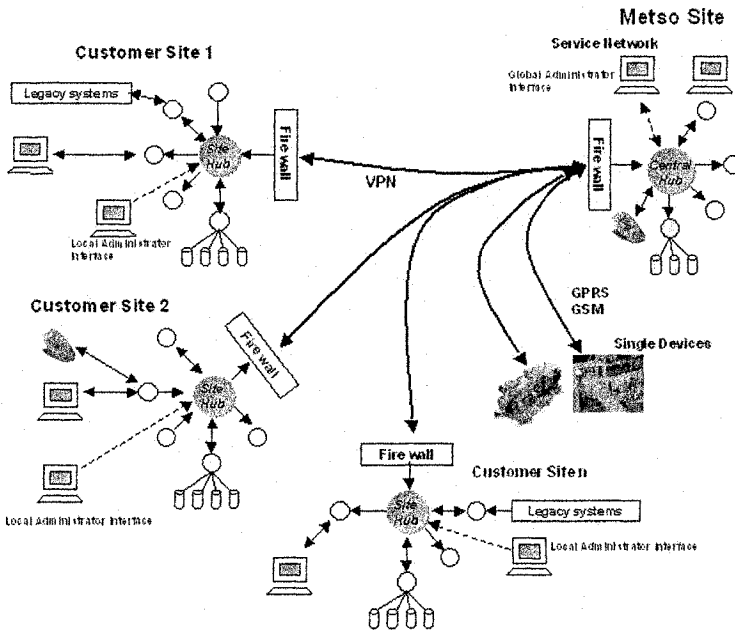 Metso Site
Customer Site 1
Service Network
Global Administrator
Interface
Legacy systems
Fire wall
Site
Hub
Fire wall
Central
Hub
VPN
Local Administrator
Interface
Customer Site 2
GPRS
GSM
Fire wall
Single Devices
Site
Hub
Fire wall
Customer Site n
Local Administrator Interface
Site
Hub
Legacy systems
Local Administrator Interface